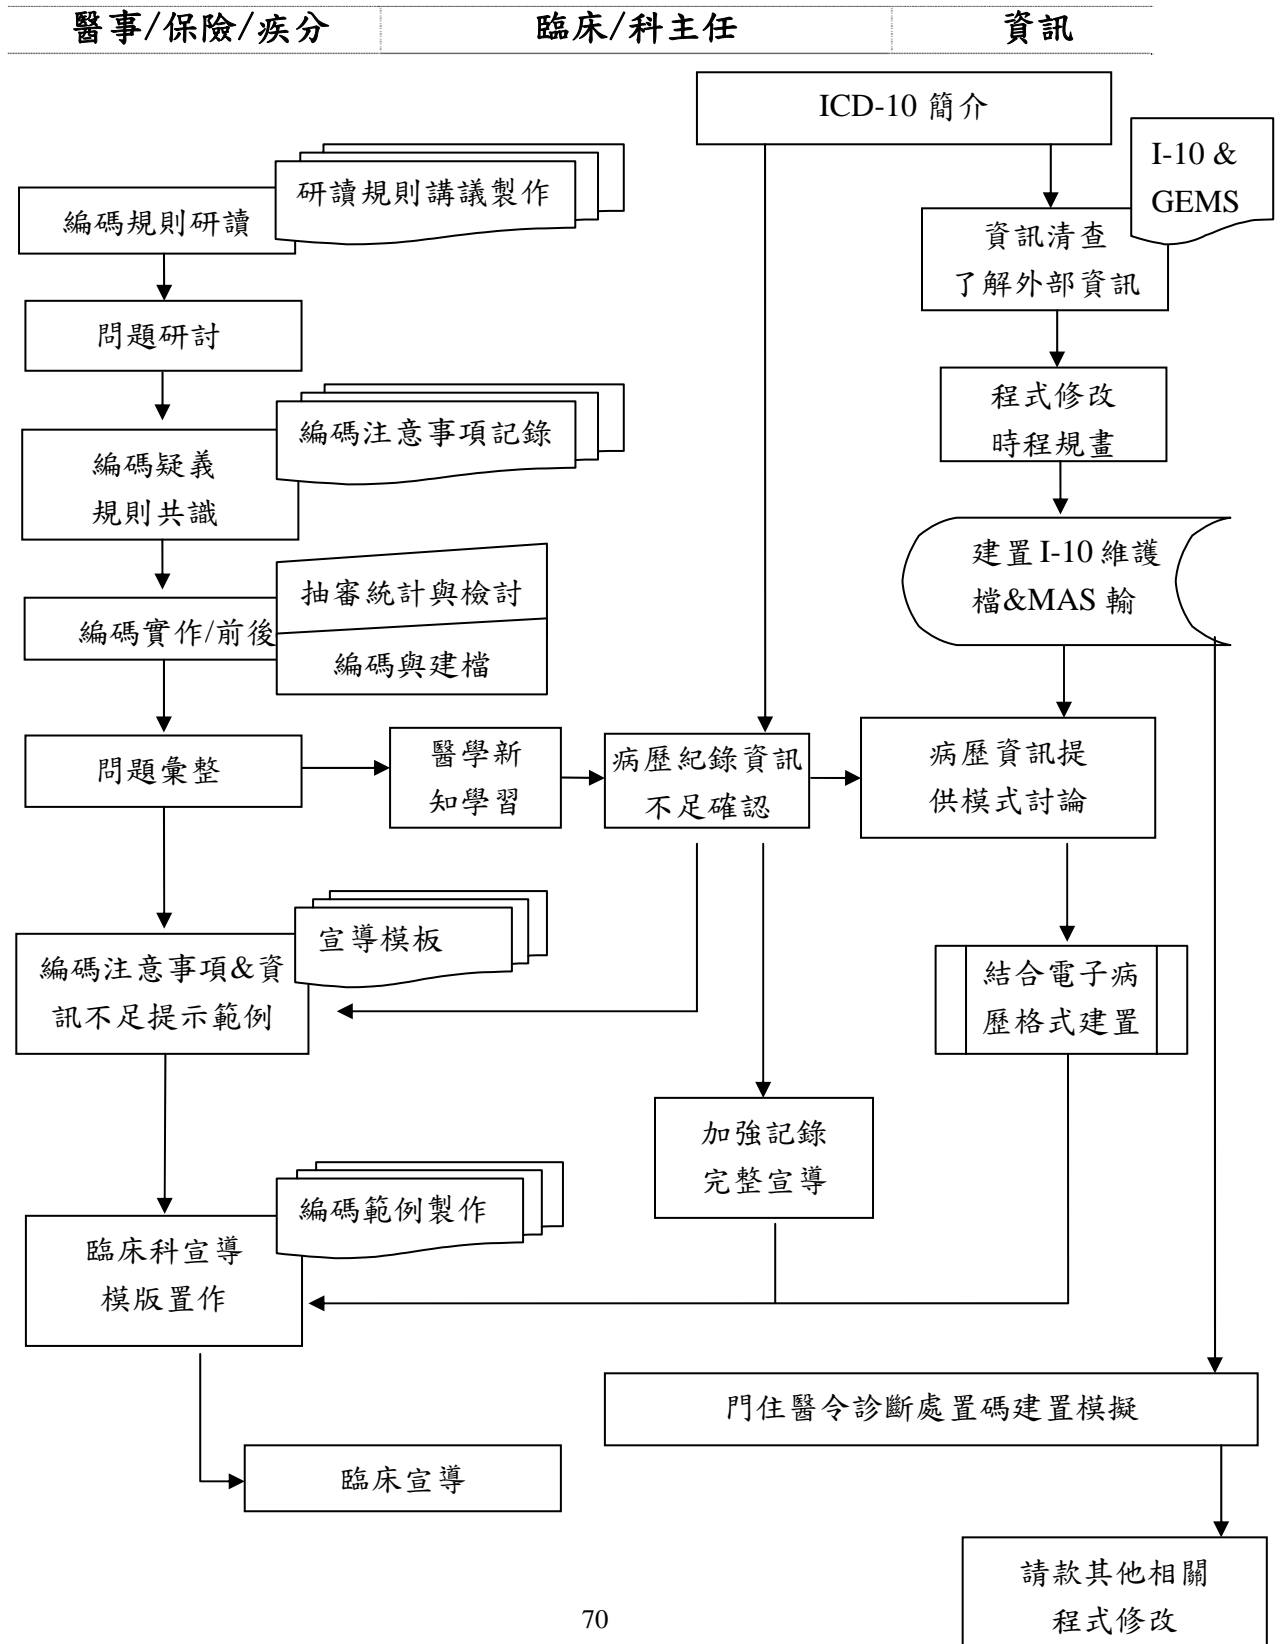 醫事/保險/疾分
臨床/科主任
資訊
ICD-10 簡介
I-10 &
GEMS
研讀規則講議製作
編碼規則研讀
資訊清查
了解外部資訊
問題研討
程式修改
時程規畫
編碼注意事項記錄
編碼疑義
規則共識
建置 I-10 維護
檔&MAS 輸
抽審統計與檢討
編碼實作/前後
編碼與建檔
問題彙整
醫學新
知學習
病歷紀錄資訊
不足確認
病歷資訊提
供模式討論
宣導模板
編碼注意事項&資
訊不足提示範例
結合電子病
歷格式建置
加強記錄
完整宣導
編碼範例製作
臨床科宣導
模版置作
門住醫令診斷處置碼建置模擬
臨床宣導
請款其他相關
程式修改
70